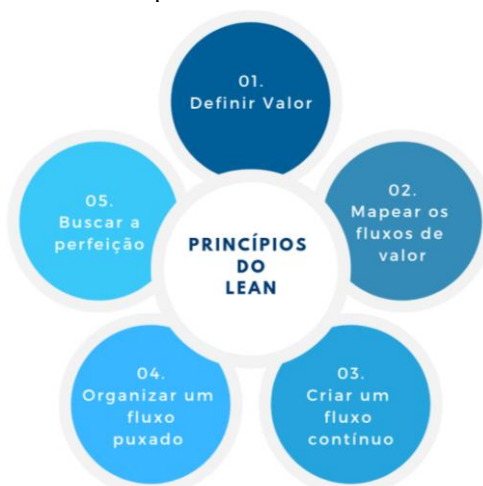 01.
Definir Valor
02.
Mapear os
fluxos de
valor
03.
Criar um
fluxo
contínuo
04.
Organizar um
fluxo
puxado
05.
Buscar a
perfeição
PRINCÍPIOS
DO
LEAN